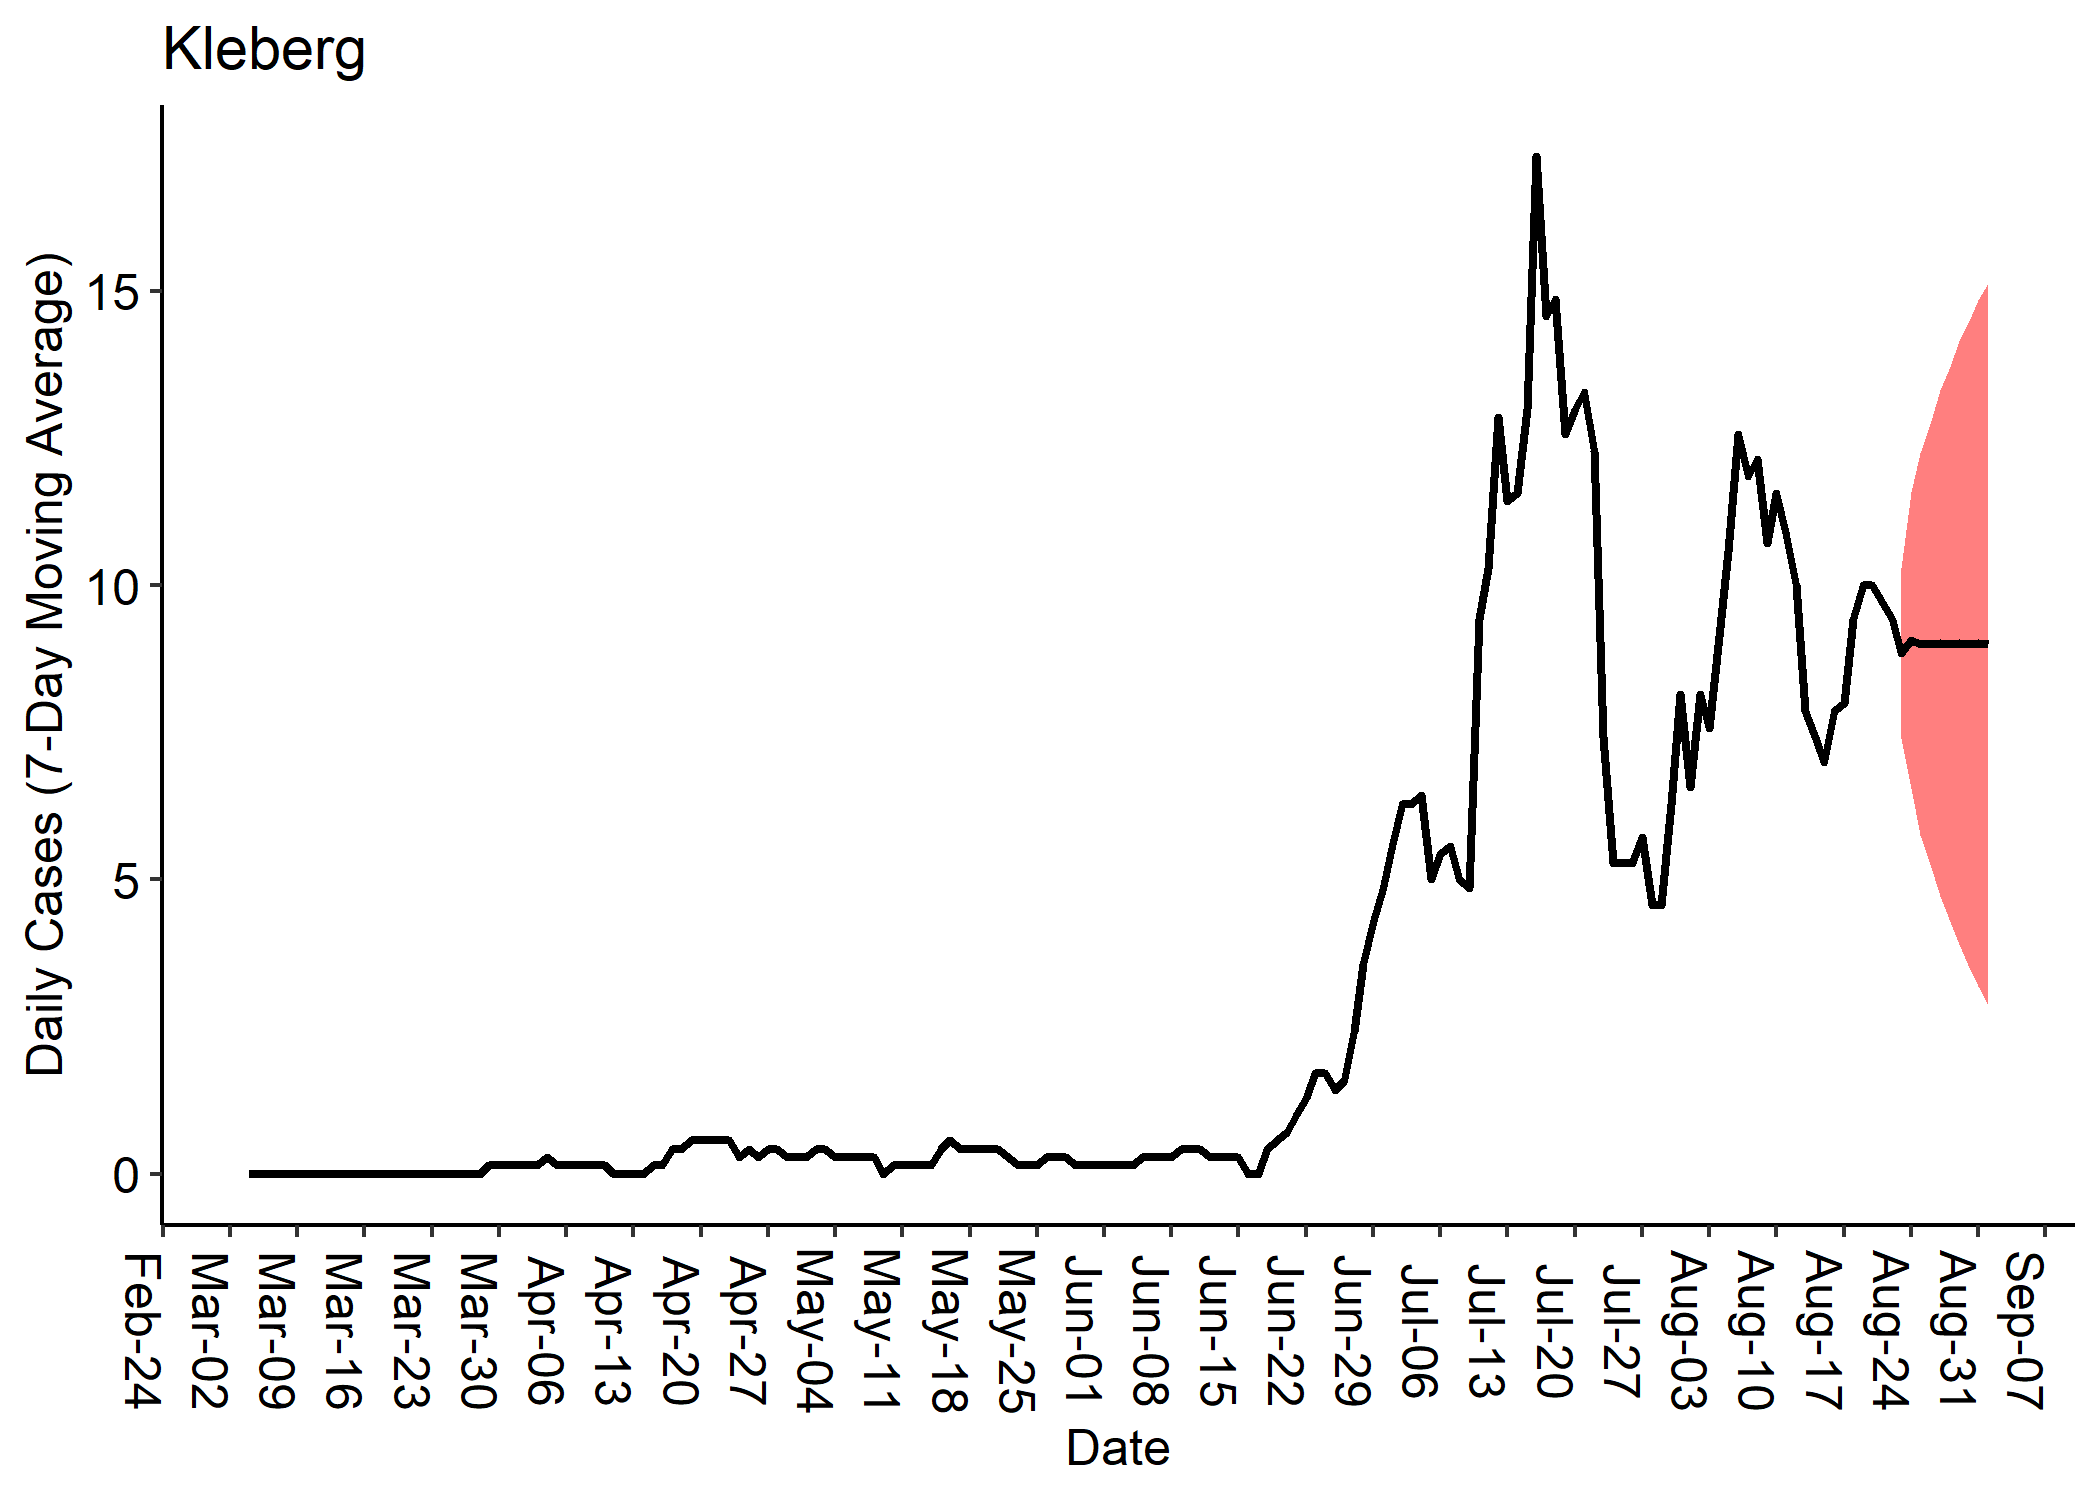 Kleberg
Daily Cases (7-Day Moving Average)
15
10
5
0
Feb-24
Mar-02
Mar-09
Mar-16
Mar-23
Mar-30
Apr-06
Apr-13
Apr-20
Apr-27
May-04
May-11
May-18
May-25
Jun-01
Jun-08
Jun-15
Jun-22
Jun-29
Jul-06
Jul-13
Jul-20
Jul-27
Aug-03
Aug-10
Aug-17
Aug-24
Aug-31
Sep-07
Date